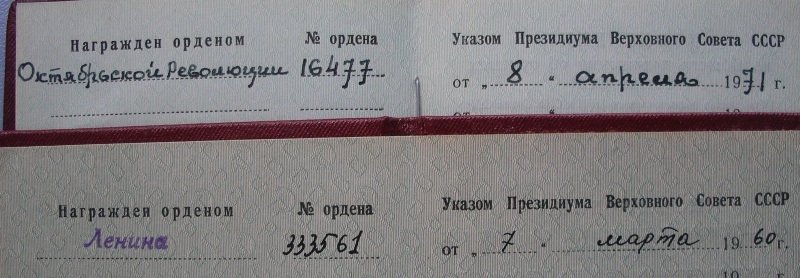 Награжден орденом № ордена Указом Президиума Верховного Совета СССР
Октябрьской Революции 16477 от „ 8 “ апреля 1971 г.
Награжден орденом № ордена Указом Президиума Верховного Совета СССР
Ленина 333561 от „ 7 “ марта 1960 г.